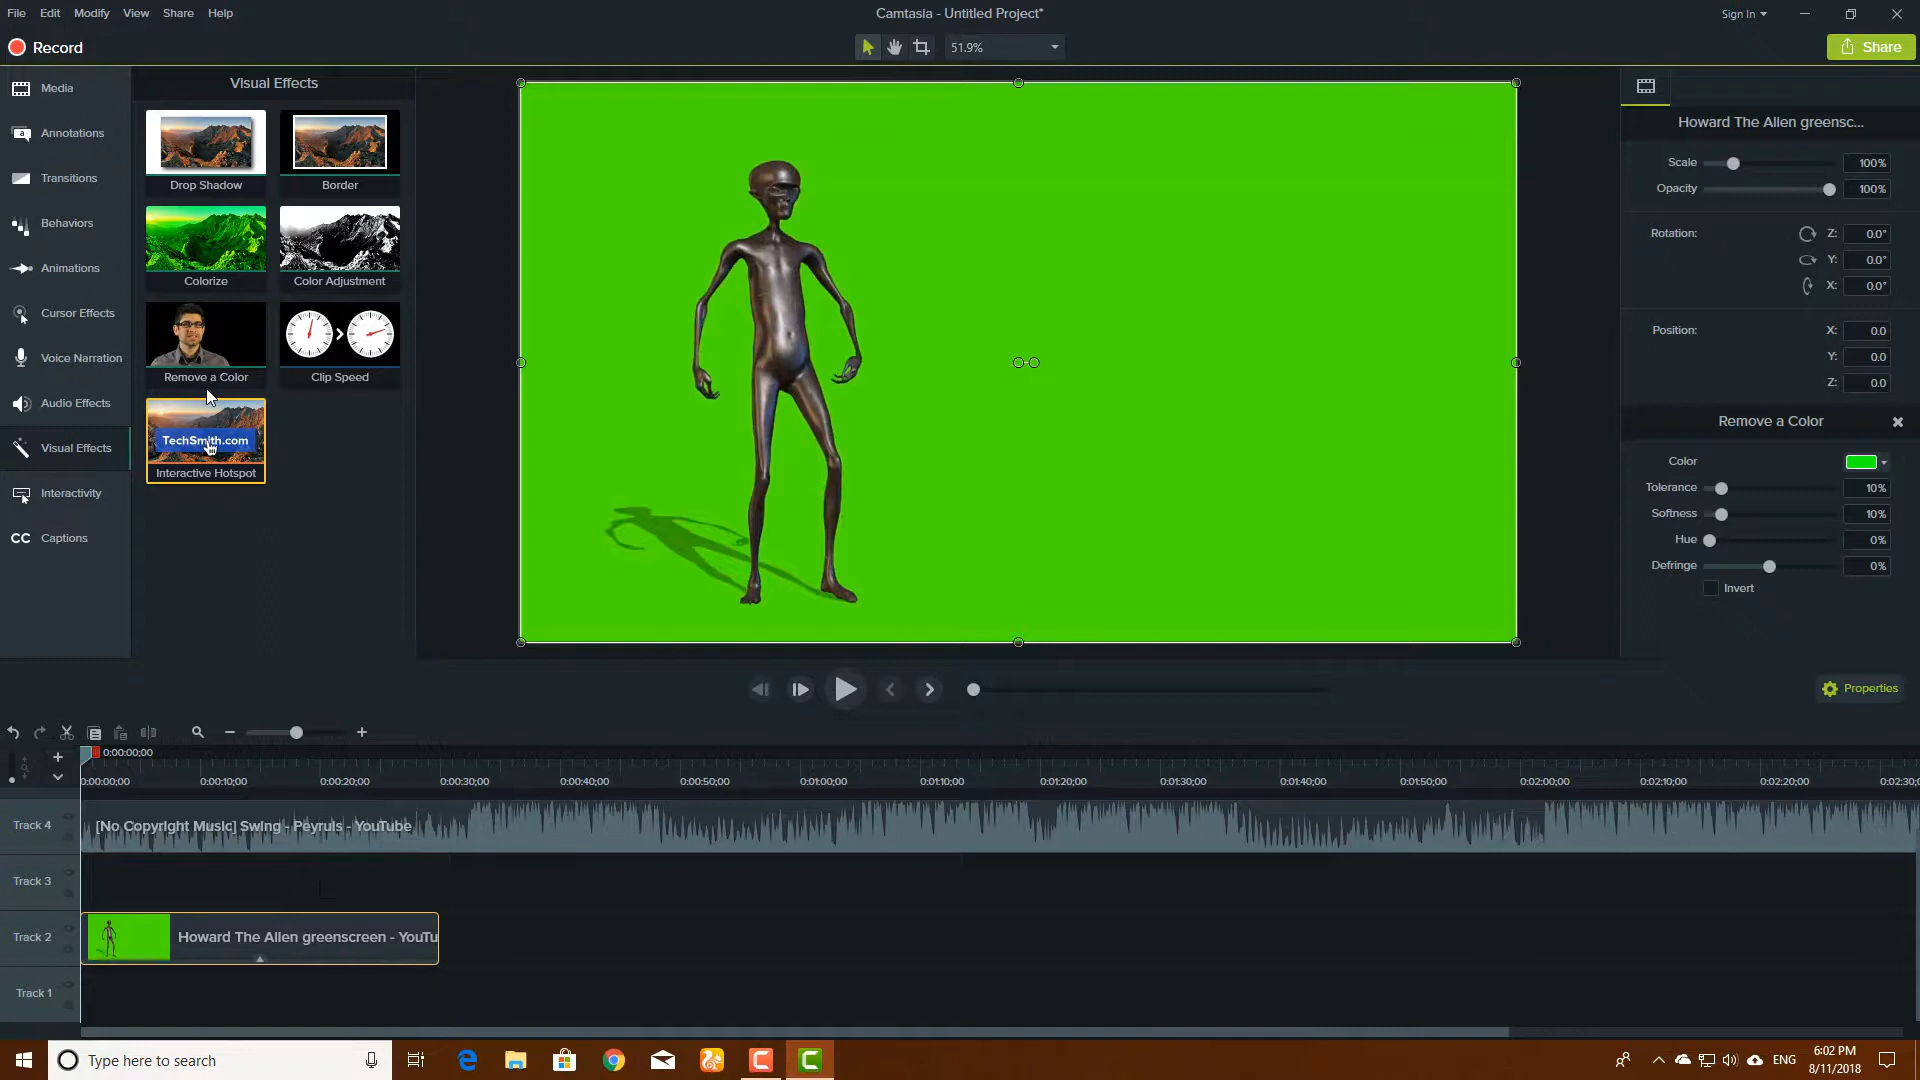 File Edit Modify View Share Help
Camtasia - Untitled Project*
Sign In
Record
51.9%
Share
Media
Annotations
Transitions
Behaviors
Animations
Cursor Effects
Voice Narration
Audio Effects
Visual Effects
Interactivity
CC Captions
Visual Effects
Drop Shadow
Border
Colorize
Color Adjustment
Remove a Color
Clip Speed
TechSmith.com
Interactive Hotspot
Howard The Alien greensc...
Scale 100%
Opacity 100%
Rotation: Z: 0.0°
Y: 0.0°
X: 0.0°
Position: X: 0.0
Y: 0.0
Z: 0.0
Remove a Color
Color
Tolerance 10%
Softness 10%
Hue 0%
Defringe 0%
Invert
Properties
0:00:00;00
0:00:00;00 0:00:10;00 0:00:20;00 0:00:30;00 0:00:40;00 0:00:50;00 0:01:00;00 0:01:10;00 0:01:20;00 0:01:30;00 0:01:40;00 0:01:50;00 0:02:00;00 0:02:10;00 0:02:20;00 0:02:30;0
Track 4
[No Copyright Music] Swing - Peyruis - YouTube
Track 3
Track 2
Howard The Alien greenscreen - YouTu
Track 1
Type here to search
ENG
6:02 PM
8/11/2018